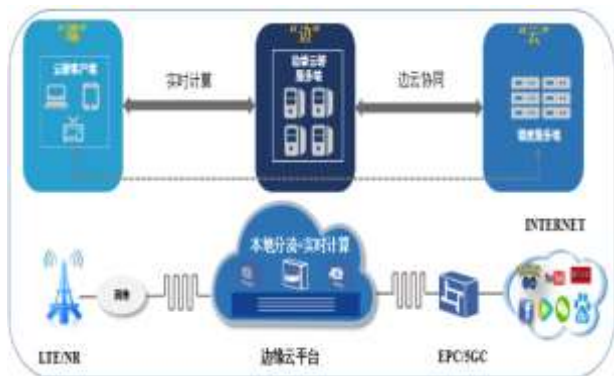 “端”
“边”
“云”
云游客户端
实时计算
边缘云游
服务端
边云协同
调度服务端
INTERNET
本地分流+实时计算
LTE/NR
边缘云平台
EPC/5GC